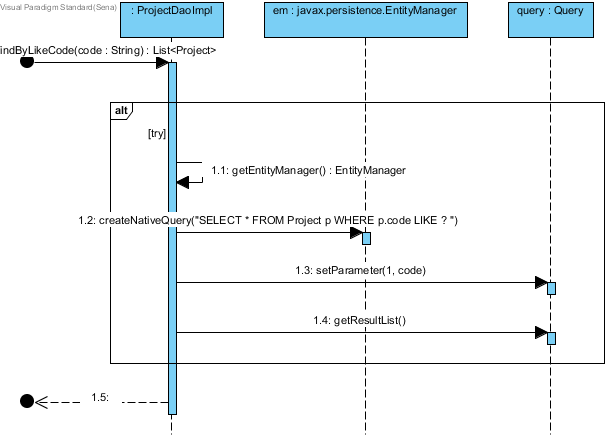 Visual Paradigm Standard(Sena)
: ProjectDaoImpl
em : javax.persistence.EntityManager
query : Query
indByLikeCode(code : String) : List<Project>
alt
[try]
1.1: getEntityManager() : EntityManager
1.2: createNativeQuery("SELECT * FROM Project p WHERE p.code LIKE ? ")
1.3: setParameter(1, code)
1.4: getResultList()
1.5: